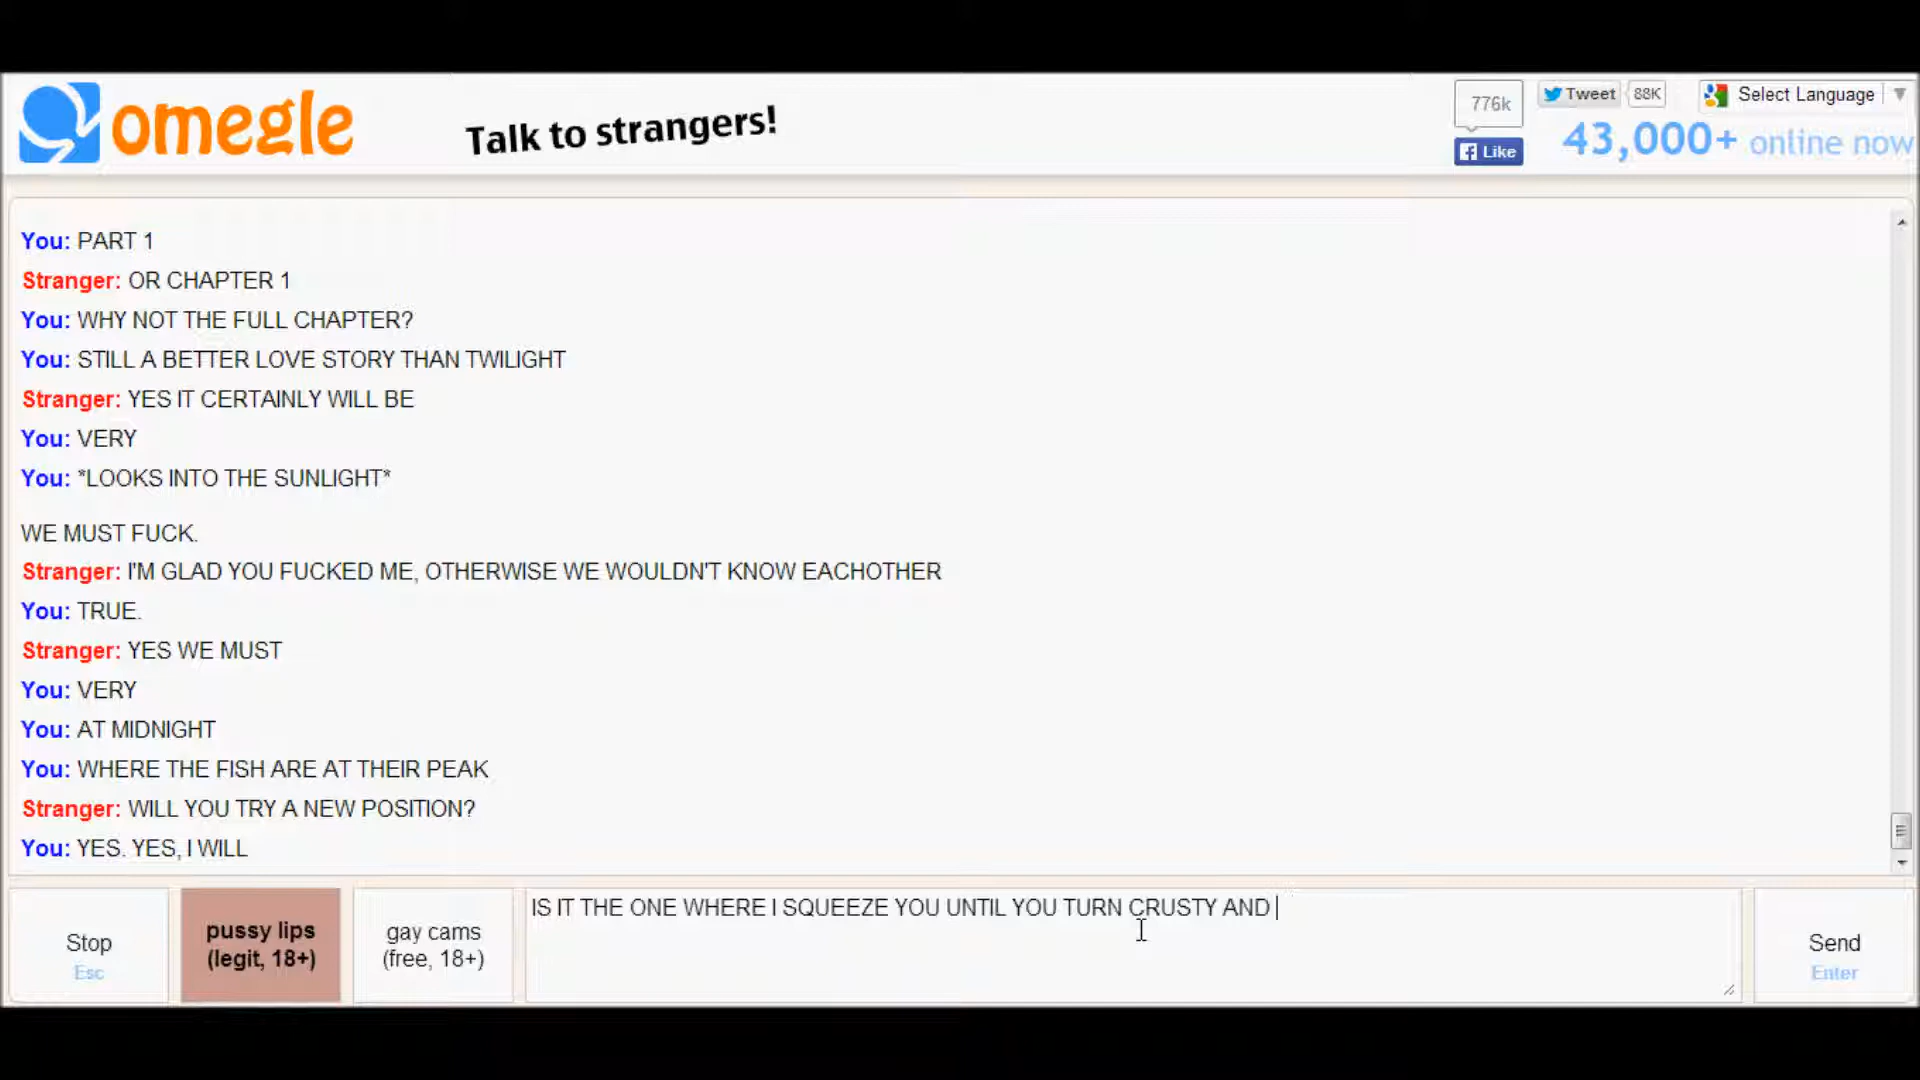 omegle
Talk to strangers!
776k
Like
Tweet
88K
Select Language
43,000+ online now
You: PART 1
Stranger: OR CHAPTER 1
You: WHY NOT THE FULL CHAPTER?
You: STILL A BETTER LOVE STORY THAN TWILIGHT
Stranger: YES IT CERTAINLY WILL BE
You: VERY
You: *LOOKS INTO THE SUNLIGHT*
WE MUST FUCK.
Stranger: I'M GLAD YOU FUCKED ME, OTHERWISE WE WOULDN'T KNOW EACHOTHER
You: TRUE.
Stranger: YES WE MUST
You: VERY
You: AT MIDNIGHT
You: WHERE THE FISH ARE AT THEIR PEAK
Stranger: WILL YOU TRY A NEW POSITION?
You: YES. YES, I WILL
Stop
Esc
pussy lips
(legit, 18+)
gay cams
(free, 18+)
IS IT THE ONE WHERE I SQUEEZE YOU UNTIL YOU TURN CRUSTY AND
Send
Enter